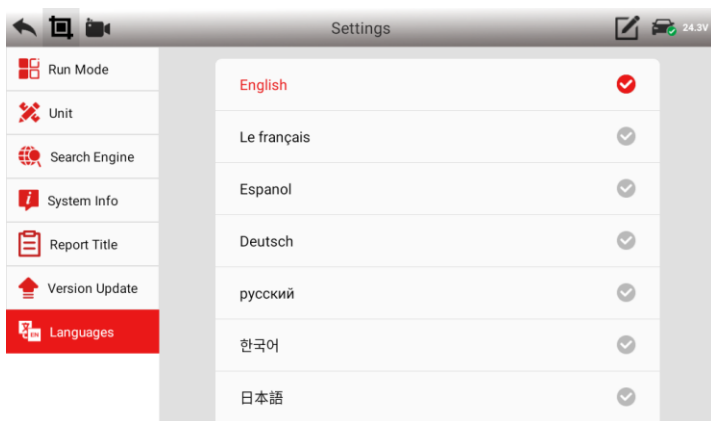 Settings
24.3V
Run Mode
Unit
Search Engine
System Info
Report Title
Version Update
Languages
English
Le français
Espanol
Deutsch
русский
한국어
日本語